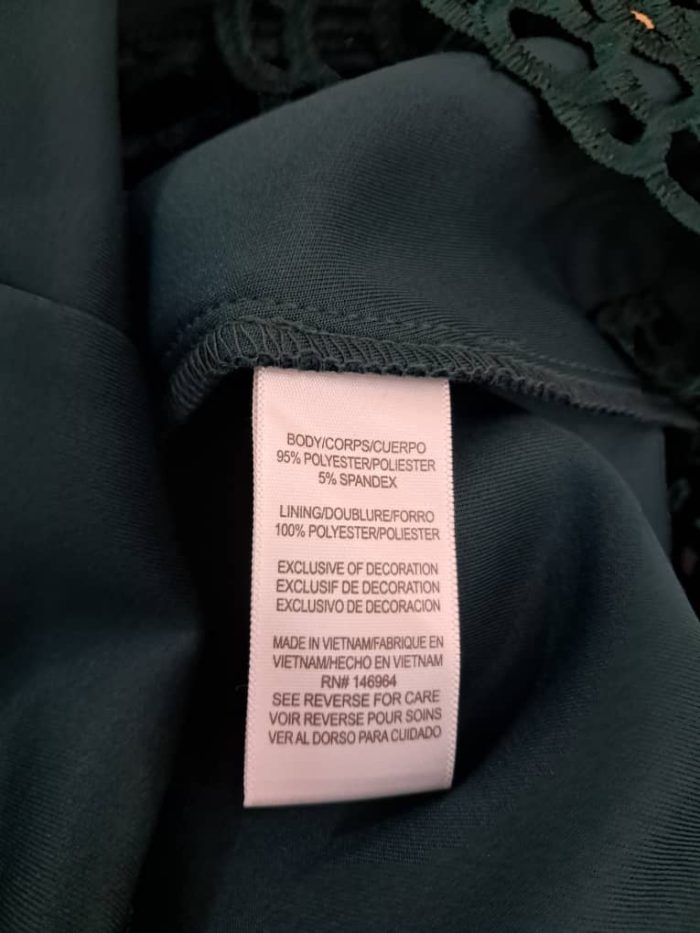 BODY/CORPS/CUERPO
95% POLYESTER/POLIESTER
5% SPANDEX
LINING/DOUBLURE/FORRO
100% POLYESTER/POLIESTER
EXCLUSIVE OF DECORATION
EXCLUSIF DE DECORATION
EXCLUSIVO DE DECORACION
MADE IN VIETNAM/FABRIQUE EN
VIETNAM/HECHO EN VIETNAM
RN# 146964
SEE REVERSE FOR CARE
VOIR REVERSE POUR SOINS
VER AL DORSO PARA CUIDADO